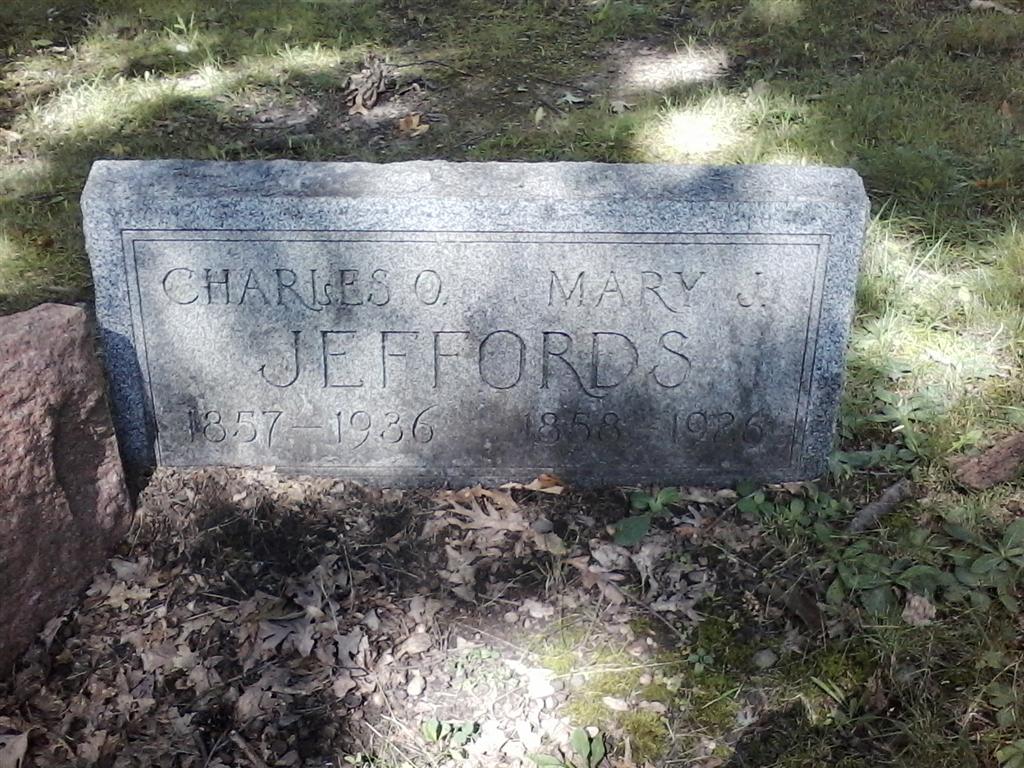 CHARLES O. MARY J.
JEFFORDS
1857–1936 1858–1926